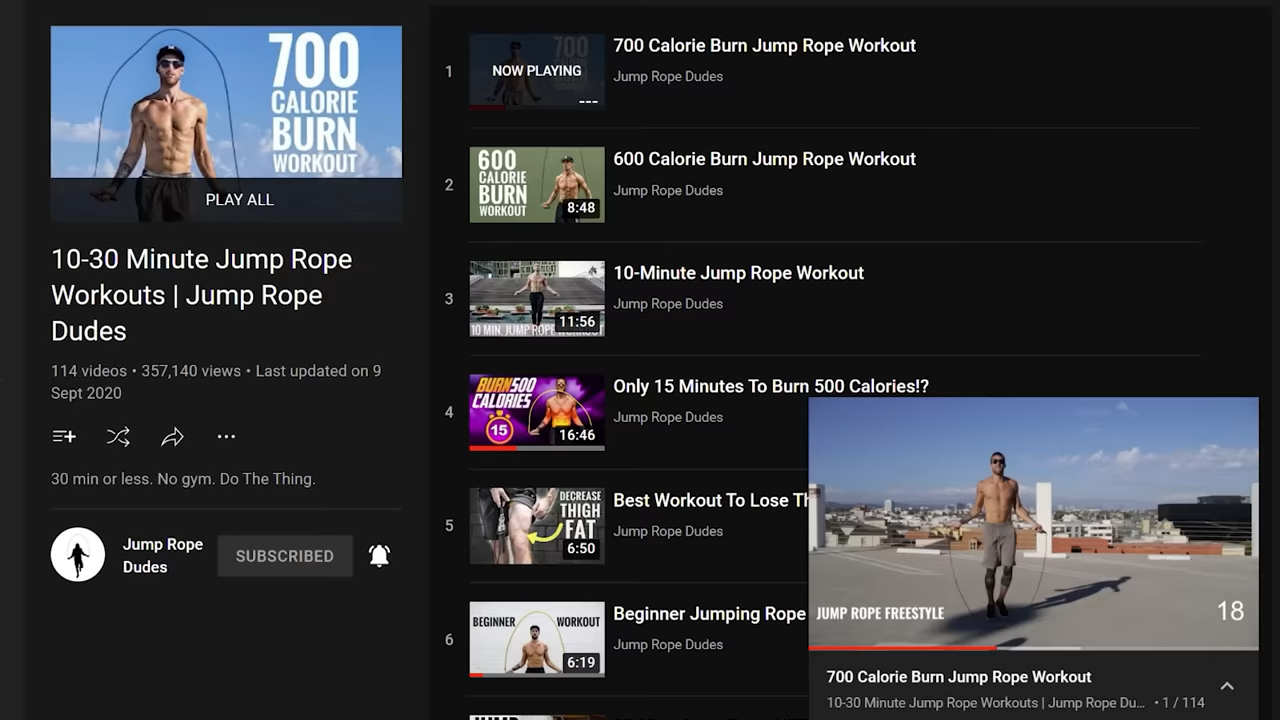 700
CALORIE
BURN
WORKOUT
PLAY ALL
10-30 Minute Jump Rope
Workouts | Jump Rope
Dudes
114 videos • 357,140 views • Last updated on 9
Sept 2020
30 min or less. No gym. Do The Thing.
Jump Rope
Dudes
SUBSCRIBED
1
700
NOW PLAYING
700 Calorie Burn Jump Rope Workout
Jump Rope Dudes
2
600
CALORIE
BURN
WORKOUT
8:48
600 Calorie Burn Jump Rope Workout
Jump Rope Dudes
3
11:56
10 MIN. JUMP ROPE WORKOUT
10-Minute Jump Rope Workout
Jump Rope Dudes
4
BURN 500
CALORIES
15
16:46
Only 15 Minutes To Burn 500 Calories!?
Jump Rope Dudes
5
DECREASE
THIGH
FAT
6:50
Best Workout To Lose Th
Jump Rope Dudes
6
BEGINNER WORKOUT
6:19
Beginner Jumping Rope
Jump Rope Dudes
JUMP ROPE FREESTYLE
18
700 Calorie Burn Jump Rope Workout
10-30 Minute Jump Rope Workouts | Jump Rope Du... • 1 / 114